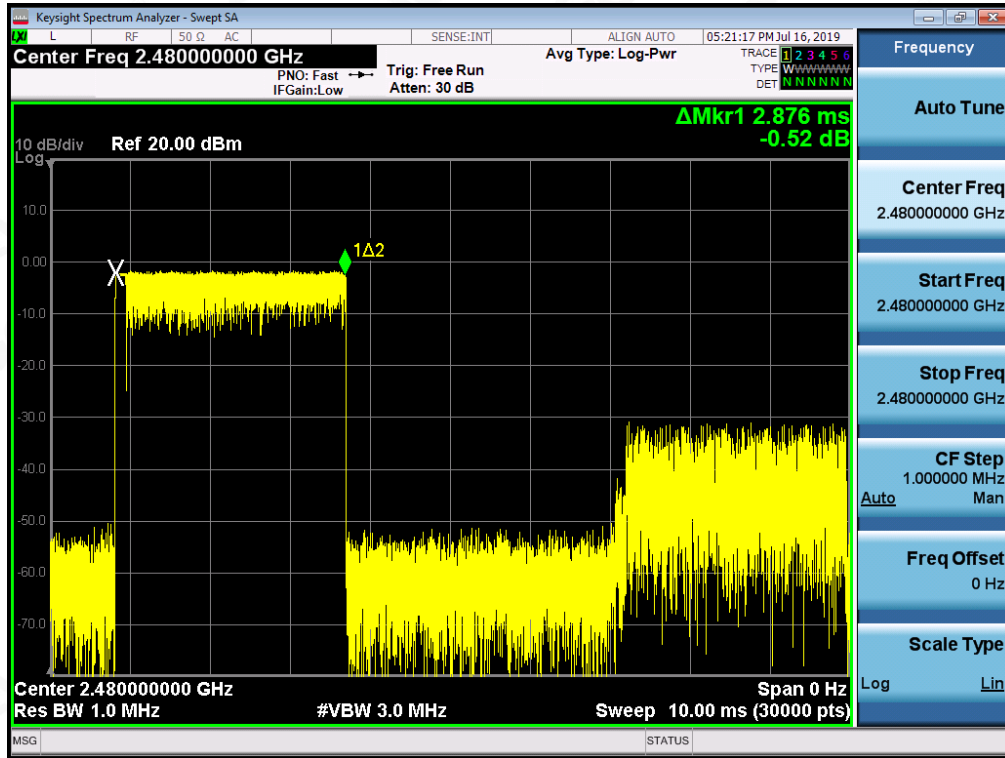 Keysight Spectrum Analyzer - Swept SA
LXI L RF 50 Ω AC SENSE:INT ALIGN AUTO 05:21:17 PM Jul 16, 2019
Center Freq 2.480000000 GHz
PNO: Fast
IFGain:Low
Trig: Free Run
Atten: 30 dB
Avg Type: Log-Pwr
TRACE 1 2 3 4 5 6
TYPE WWWWWW
DET N N N N N N
ΔMkr1 2.876 ms
-0.52 dB
10 dB/div Ref 20.00 dBm
Log
10.0
0.00
-10.0
-20.0
-30.0
-40.0
-50.0
-60.0
-70.0
X
1Δ2
Center 2.480000000 GHz Span 0 Hz
Res BW 1.0 MHz #VBW 3.0 MHz Sweep 10.00 ms (30000 pts)
MSG STATUS
Frequency
Auto Tune
Center Freq
2.480000000 GHz
Start Freq
2.480000000 GHz
Stop Freq
2.480000000 GHz
CF Step
1.000000 MHz
Auto Man
Freq Offset
0 Hz
Scale Type
Log Lin